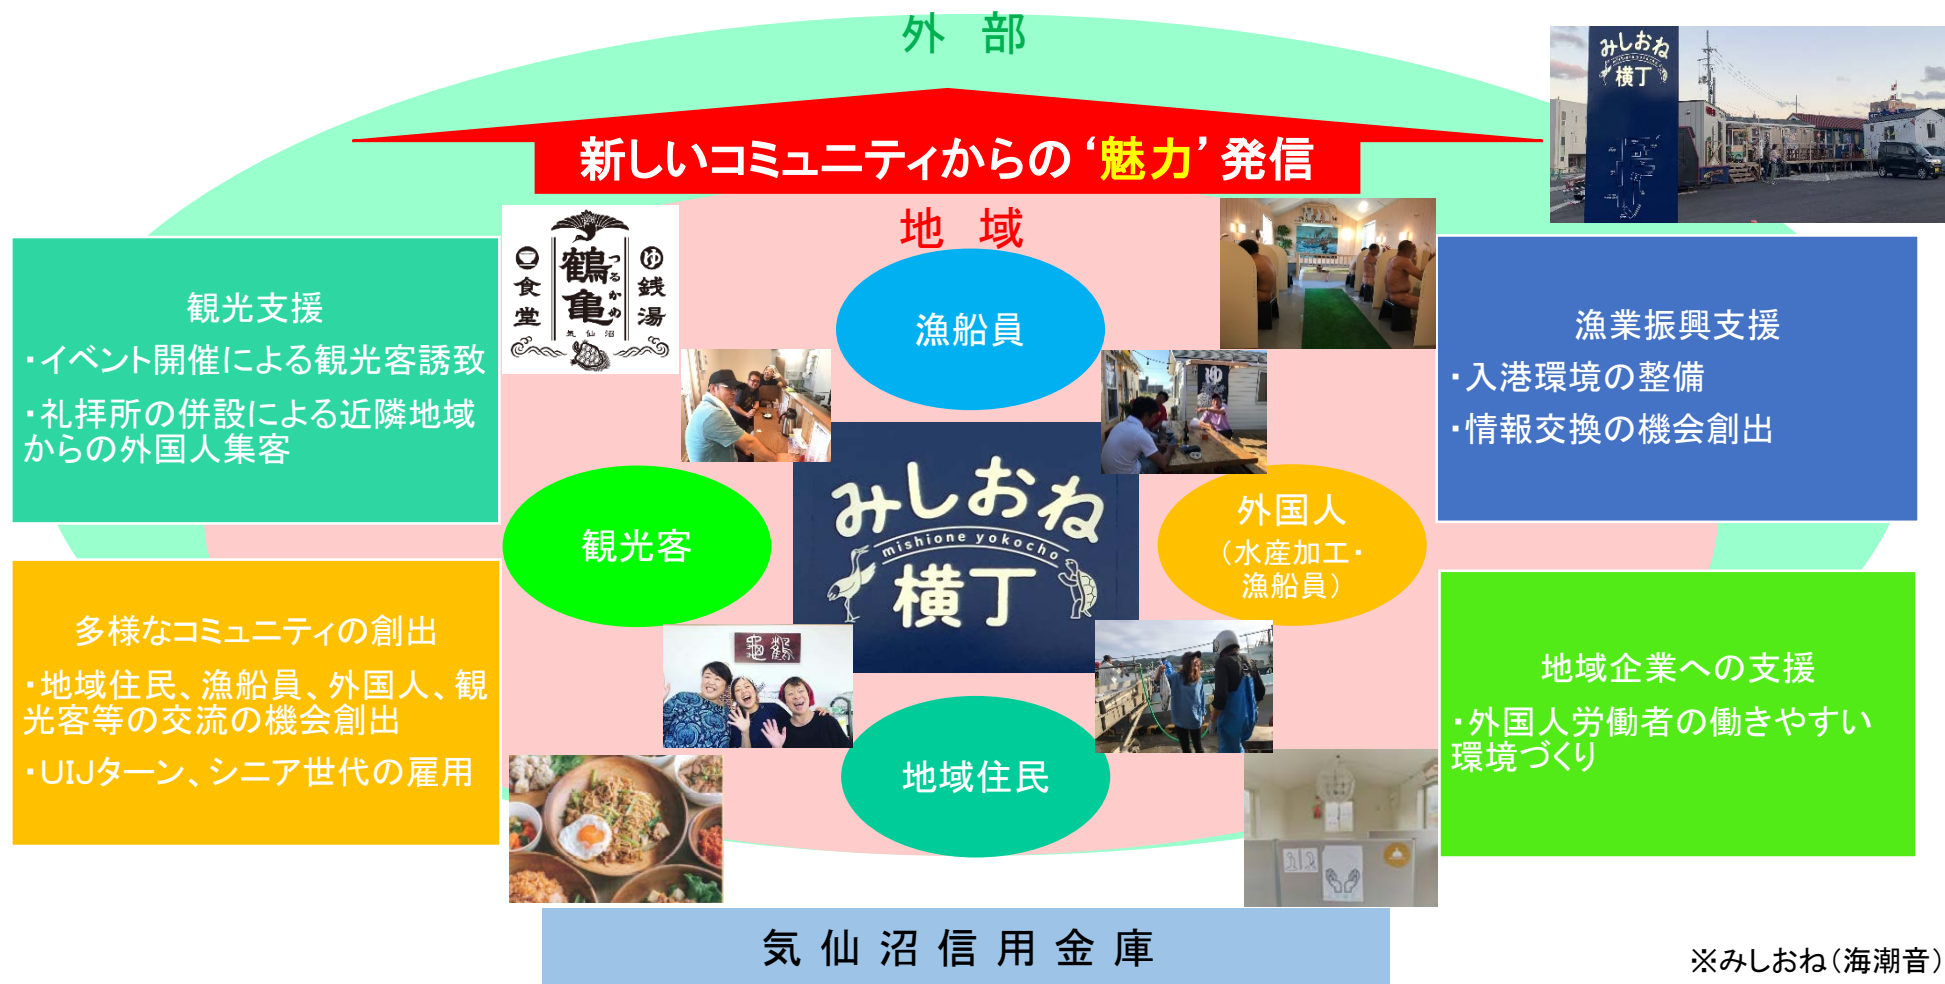 外　部
みしおね
横丁
新しいコミュニティからの‘魅力’発信
地　域
観光支援
・イベント開催による観光客誘致
・礼拝所の併設による近隣地域
からの外国人集客
鶴亀
つるかめ
食堂
ゆ
銭湯
気仙沼
漁船員
ゆ
漁業振興支援
・入港環境の整備
・情報交換の機会創出
観光客
みしおね
mishione yokocho
横丁
外国人
（水産加工・
漁船員）
多様なコミュニティの創出
・地域住民、漁船員、外国人、観
光客等の交流の機会創出
・UIJターン、シニア世代の雇用
亀鶴
地域住民
地域企業への支援
・外国人労働者の働きやすい
環境づくり
気仙沼信用金庫
※みしおね（海潮音）